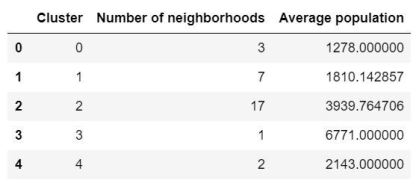 Cluster Number of neighborhoods Average population
0 0 3 1278.000000
1 1 7 1810.142857
2 2 17 3939.764706
3 3 1 6771.000000
4 4 2 2143.000000